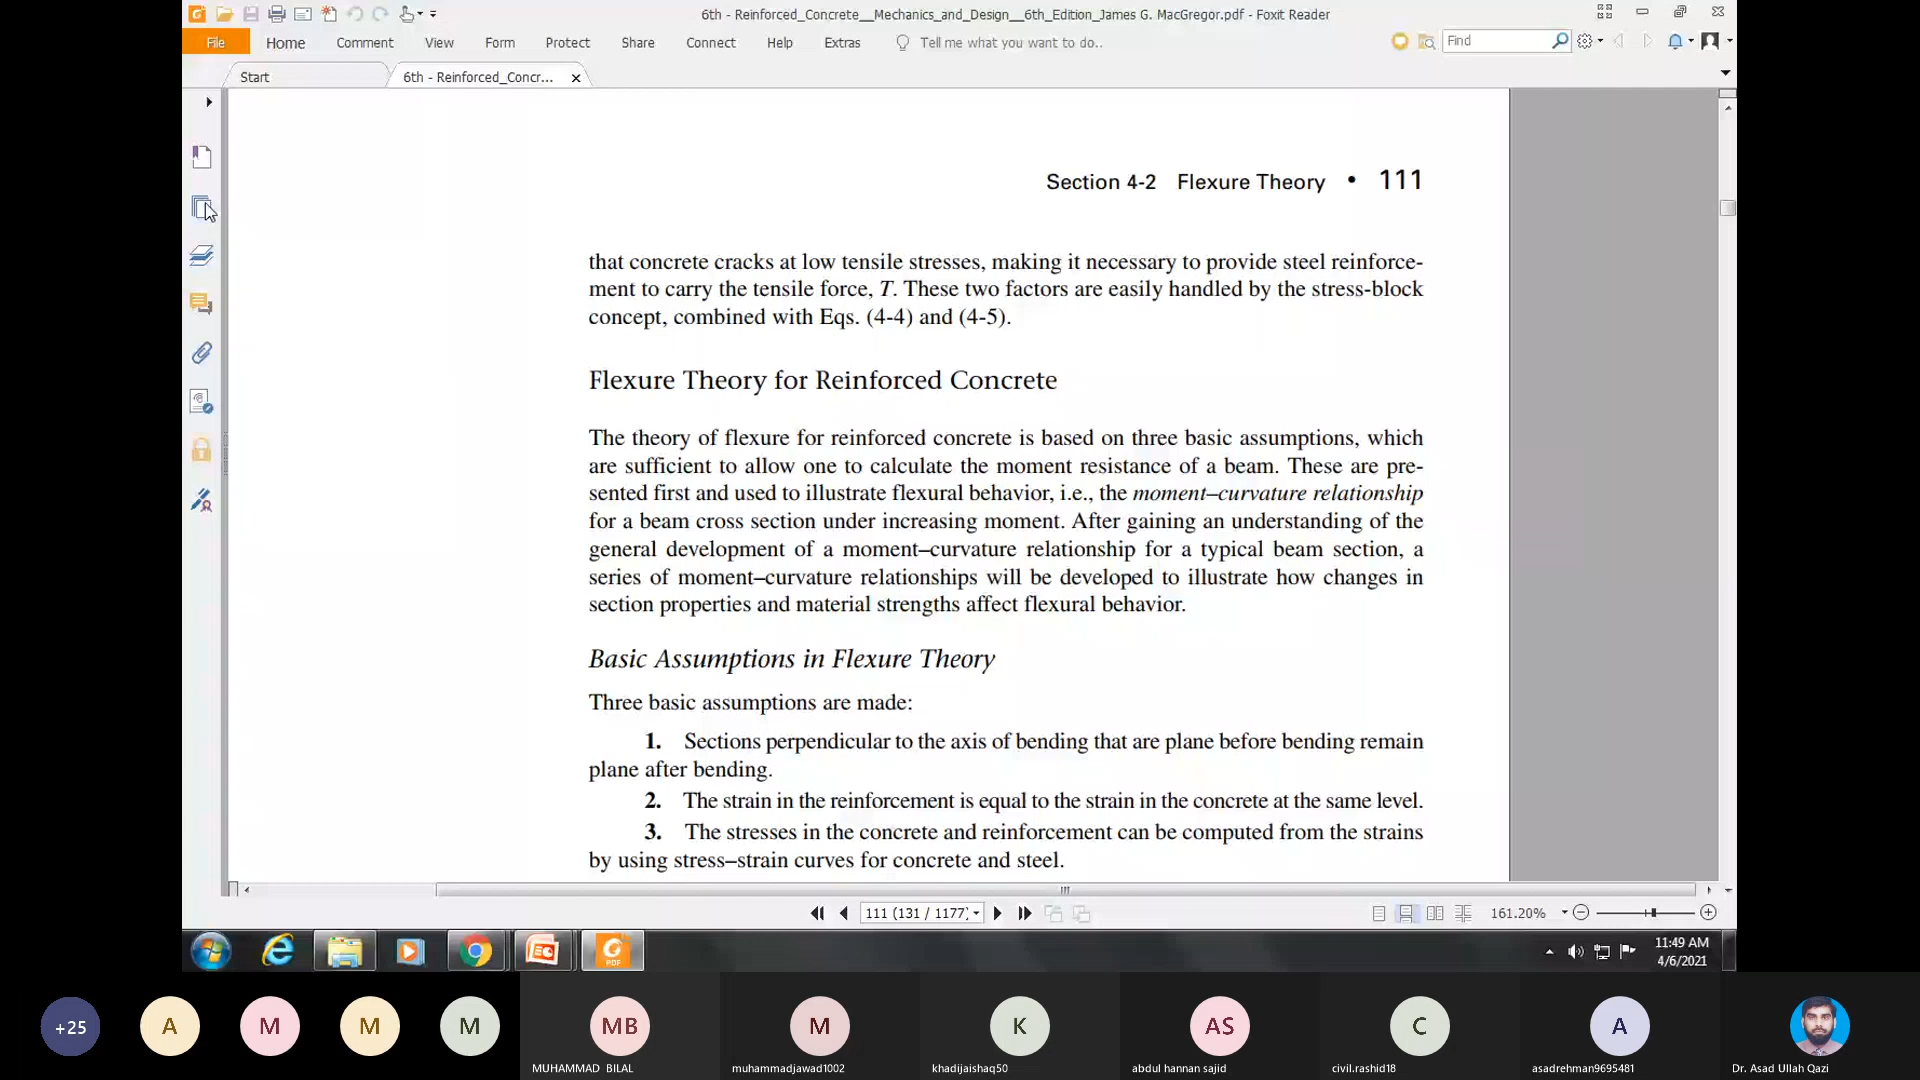 6th - Reinforced_Concrete__Mechanics_and_Design__6th_Edition_James G. MacGregor.pdf - Foxit Reader
File Home Comment View Form Protect Share Connect Help Extras Tell me what you want to do.. Find
Start 6th - Reinforced_Concr...
Section 4-2 Flexure Theory • 111
that concrete cracks at low tensile stresses, making it necessary to provide steel reinforce-
ment to carry the tensile force, T. These two factors are easily handled by the stress-block
concept, combined with Eqs. (4-4) and (4-5).
Flexure Theory for Reinforced Concrete
The theory of flexure for reinforced concrete is based on three basic assumptions, which
are sufficient to allow one to calculate the moment resistance of a beam. These are pre-
sented first and used to illustrate flexural behavior, i.e., the moment–curvature relationship
for a beam cross section under increasing moment. After gaining an understanding of the
general development of a moment–curvature relationship for a typical beam section, a
series of moment–curvature relationships will be developed to illustrate how changes in
section properties and material strengths affect flexural behavior.
Basic Assumptions in Flexure Theory
Three basic assumptions are made:
1. Sections perpendicular to the axis of bending that are plane before bending remain
plane after bending.
2. The strain in the reinforcement is equal to the strain in the concrete at the same level.
3. The stresses in the concrete and reinforcement can be computed from the strains
by using stress–strain curves for concrete and steel.
111 (131 / 1177) 161.20%
11:49 AM
4/6/2021
+25 A M M M MB M K AS C A
MUHAMMAD BILAL muhammadjawad1002 khadijaishaq50 abdul hannan sajid civil.rashid18 asadrehman9695481 Dr. Asad Ullah Qazi